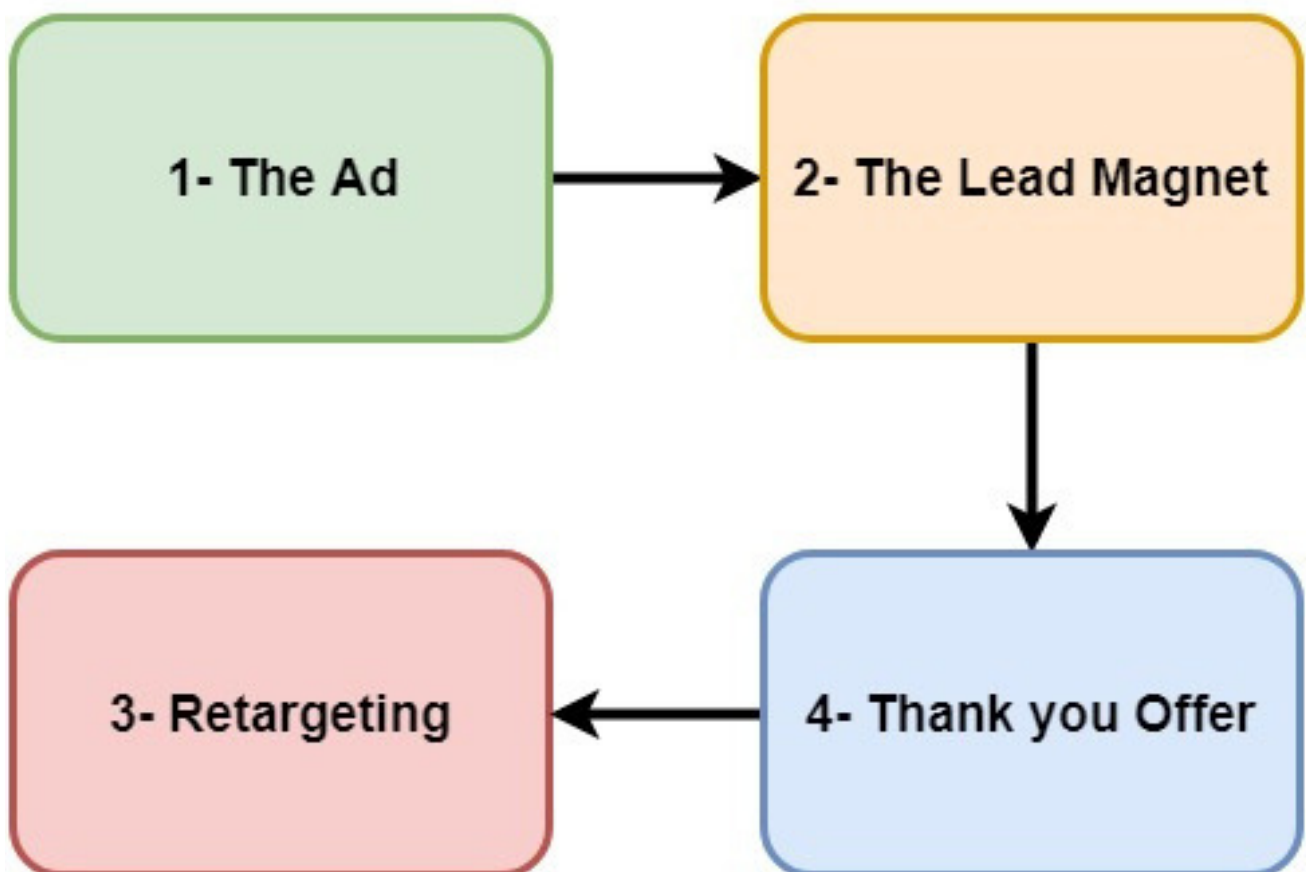 1- The Ad
2- The Lead Magnet
3- Retargeting
4- Thank you Offer